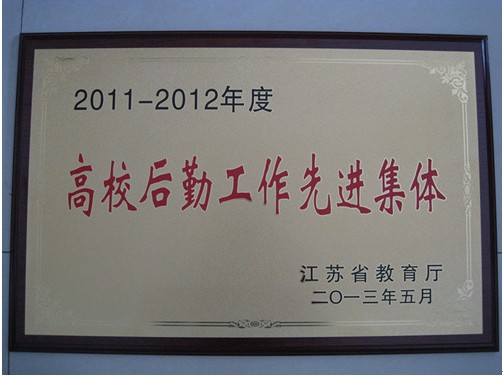 2011-2012年度
高校后勤工作先进集体
江苏省教育厅
二〇一三年五月